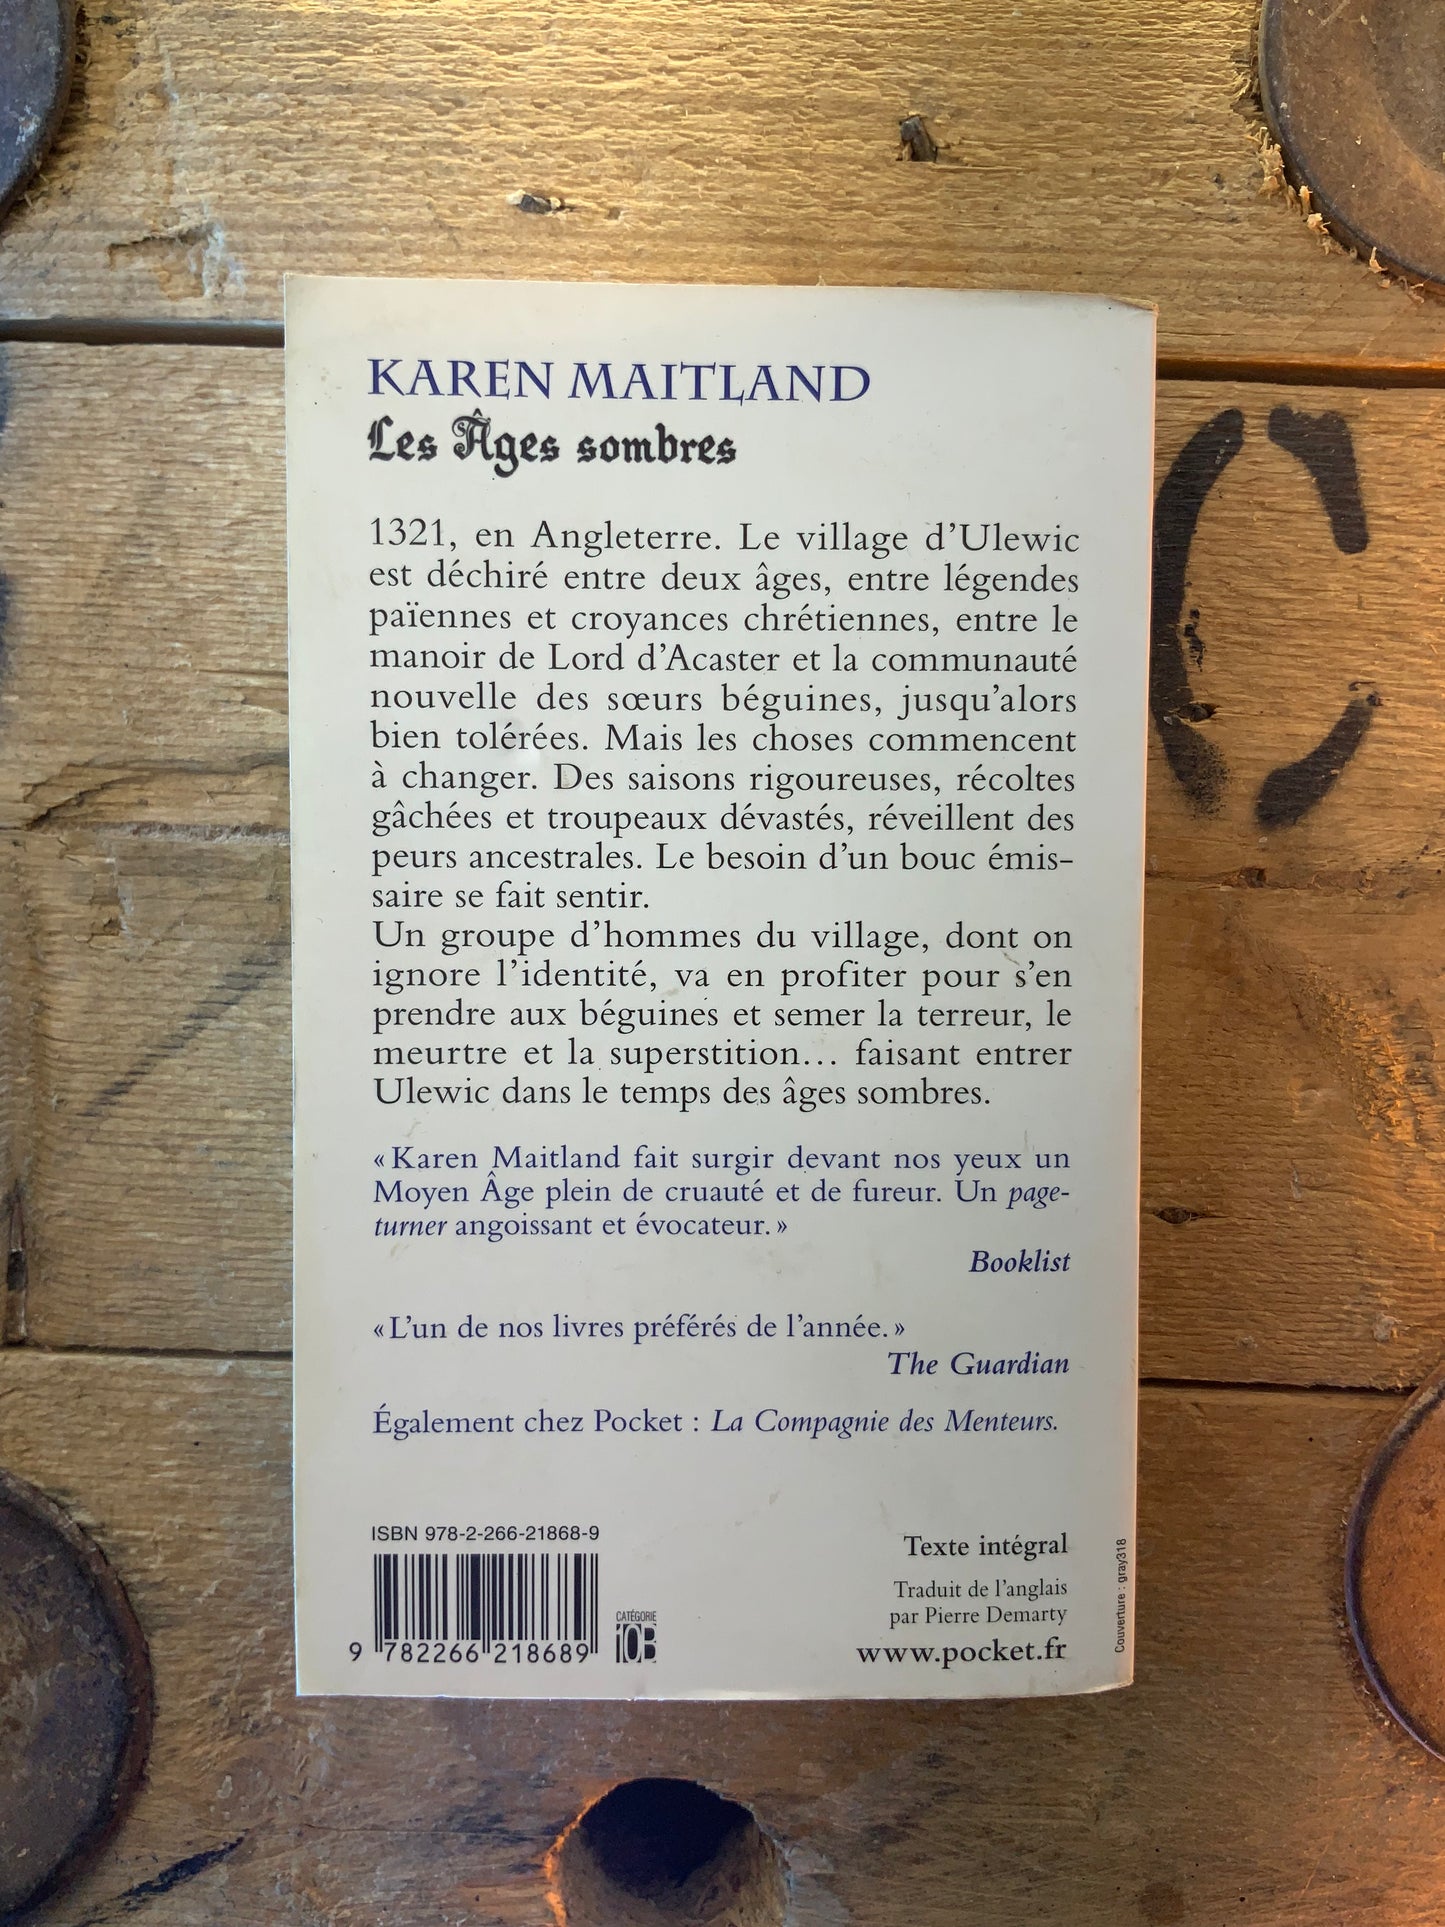 KAREN MAITLAND
Les Âges sombres
1321, en Angleterre. Le village d'Ulewic
est déchiré entre deux âges, entre légendes
païennes et croyances chrétiennes, entre le
manoir de Lord d'Acaster et la communauté
nouvelle des sœurs béguines, jusqu'alors
bien tolérées. Mais les choses commencent
à changer. Des saisons rigoureuses, récoltes
gâchées et troupeaux dévastés, réveillent des
peurs ancestrales. Le besoin d'un bouc émis-
saire se fait sentir.
Un groupe d'hommes du village, dont on
ignore l'identité, va en profiter pour s'en
prendre aux béguines et semer la terreur, le
meurtre et la superstition... faisant entrer
Ulewic dans le temps des âges sombres.
« Karen Maitland fait surgir devant nos yeux un
Moyen Âge plein de cruauté et de fureur. Un page-
turner angoissant et évocateur. »
Booklist
« L'un de nos livres préférés de l'année. »
The Guardian
Également chez Pocket : La Compagnie des Menteurs.
ISBN 978-2-266-21868-9
9 782266 218689
CATÉGORIE
10B
Texte intégral
Traduit de l'anglais
par Pierre Demarty
www.pocket.fr
Couverture : gray318